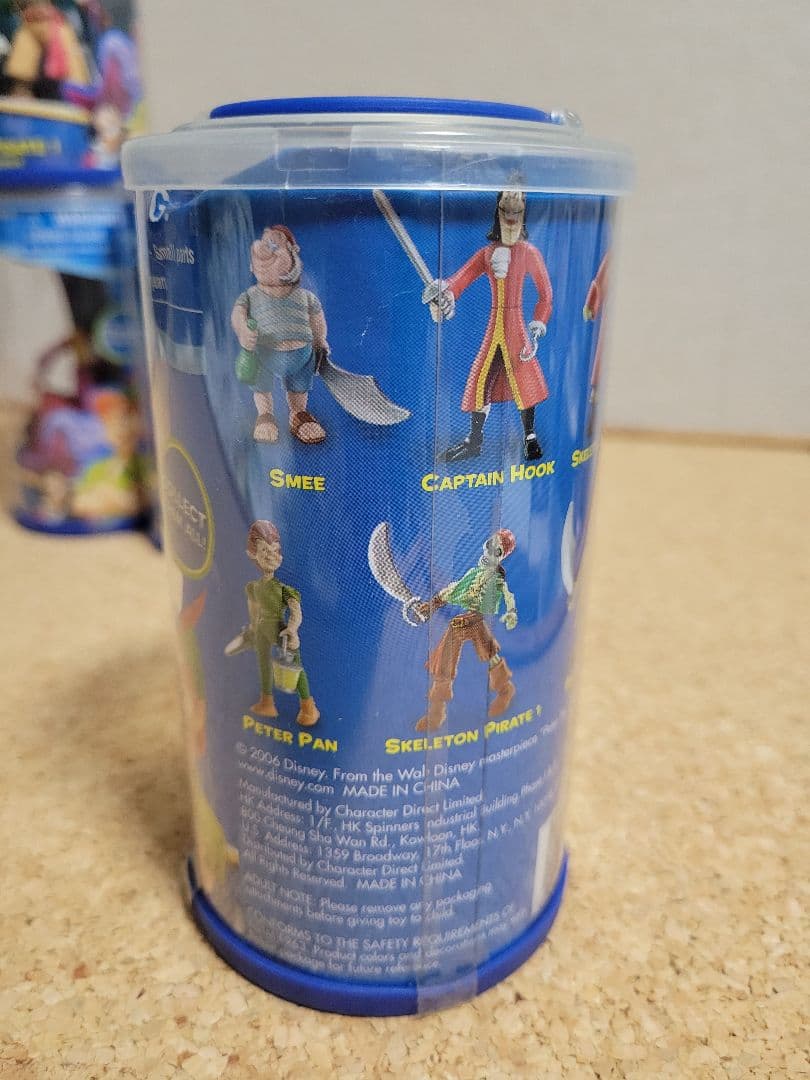 Small parts
SMEE
CAPTAIN HOOK
PETER PAN
SKELETON PIRATE 1
© 2006 Disney. From the Walt Disney masterpiece "Peter
www.disney.com MADE IN CHINA
Manufactured by Character Direct Limited
HK Address: 1/F., HK Spinners Industrial Building Phase
800 Cheung Sha Wan Rd., Kowloon, HK.
U.S. Address: 1359 Broadway, 17th Floor, N.Y., N.Y.
Distributed by Character Direct Limited.
All Rights Reserved. MADE IN CHINA
ADULT NOTE: Please remove any packaging
attachments before giving toy to child.
CONFORMS TO THE SAFETY REQUIREMENTS OF
Product colors and decorations may
package for future reference.